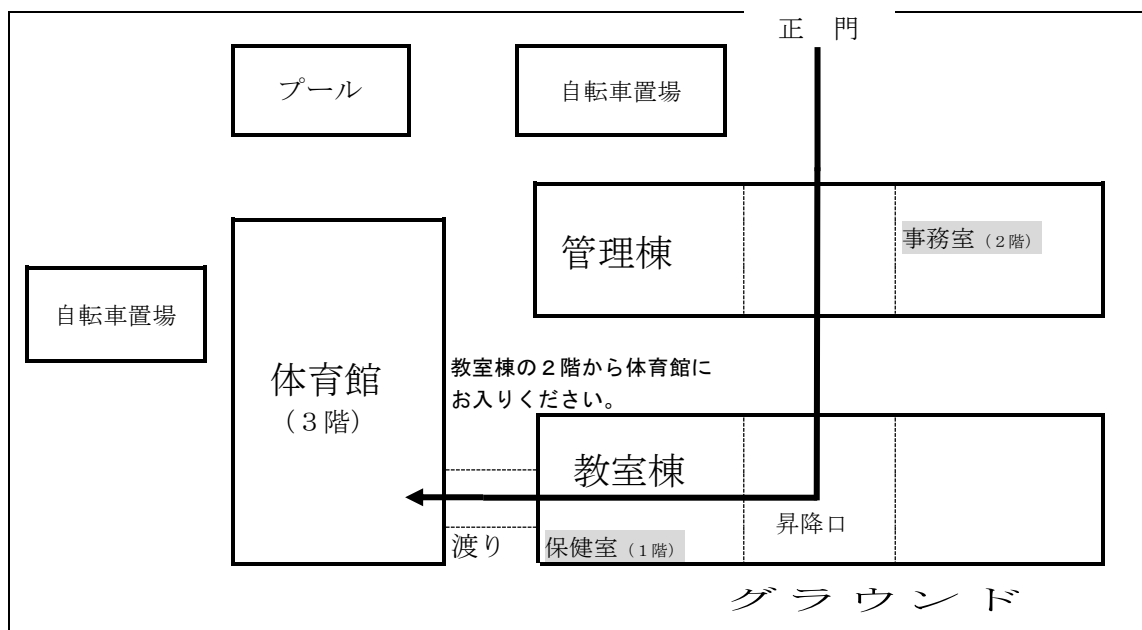 正　門
プール
自転車置場
管理棟
事務室（２階）
自転車置場
体育館
（３階）
教室棟の２階から体育館に
お入りください。
教室棟
昇降口
渡り
保健室（１階）
グラウンド